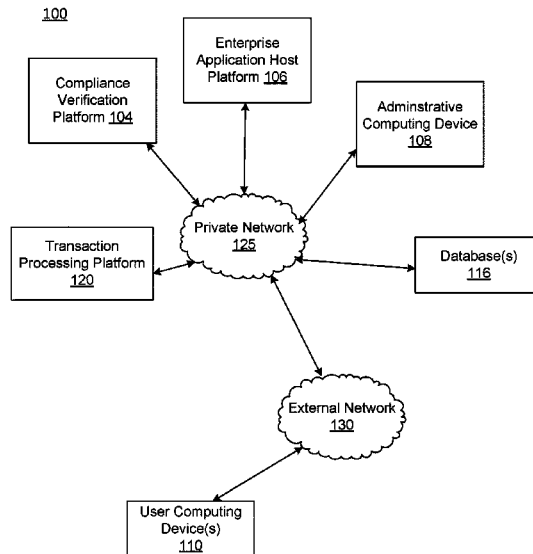 100
Enterprise Application Host
Platform 106
Compliance
Verification
Platform 104
Adminstrative
Computing Device
108
Private Network
125
Transaction
Processing Platform
120
Database(s)
116
External Network
130
User Computing
Device(s)
110